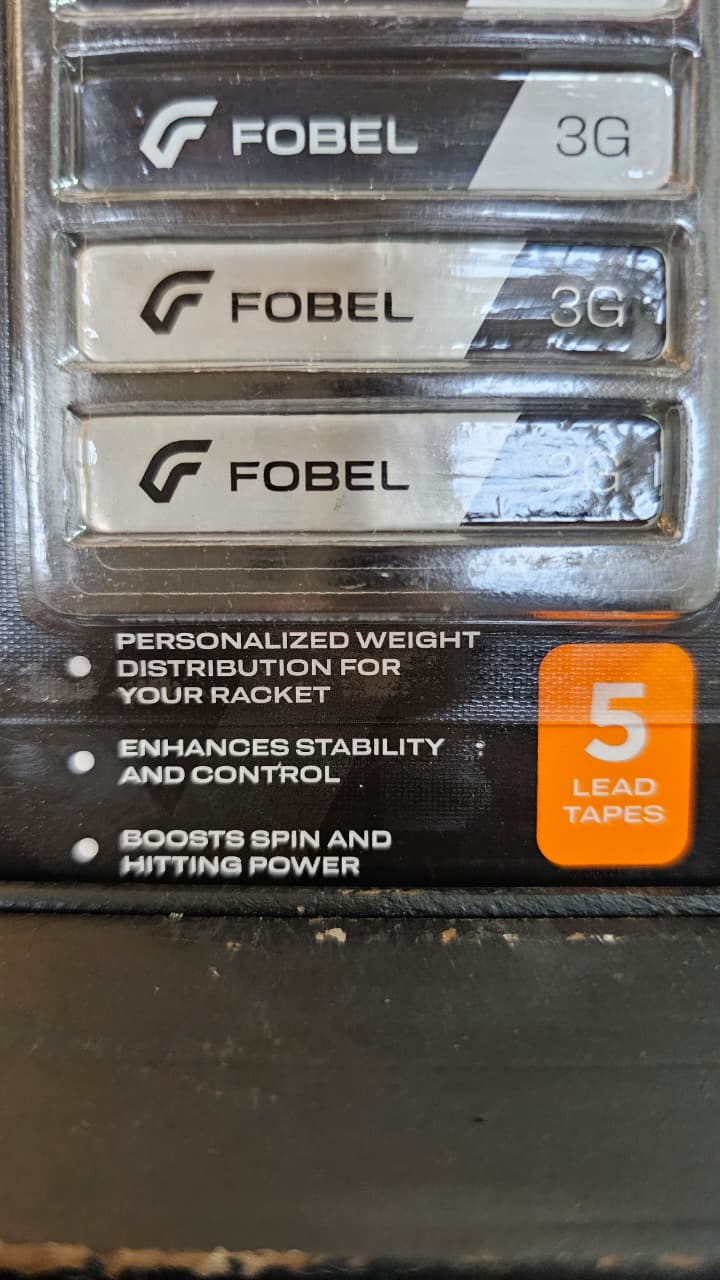 FOBEL 3G
FOBEL 3G
FOBEL 3G
PERSONALIZED WEIGHT
DISTRIBUTION FOR
YOUR RACKET
ENHANCES STABILITY
AND CONTROL
BOOSTS SPIN AND
HITTING POWER
5
LEAD
TAPES